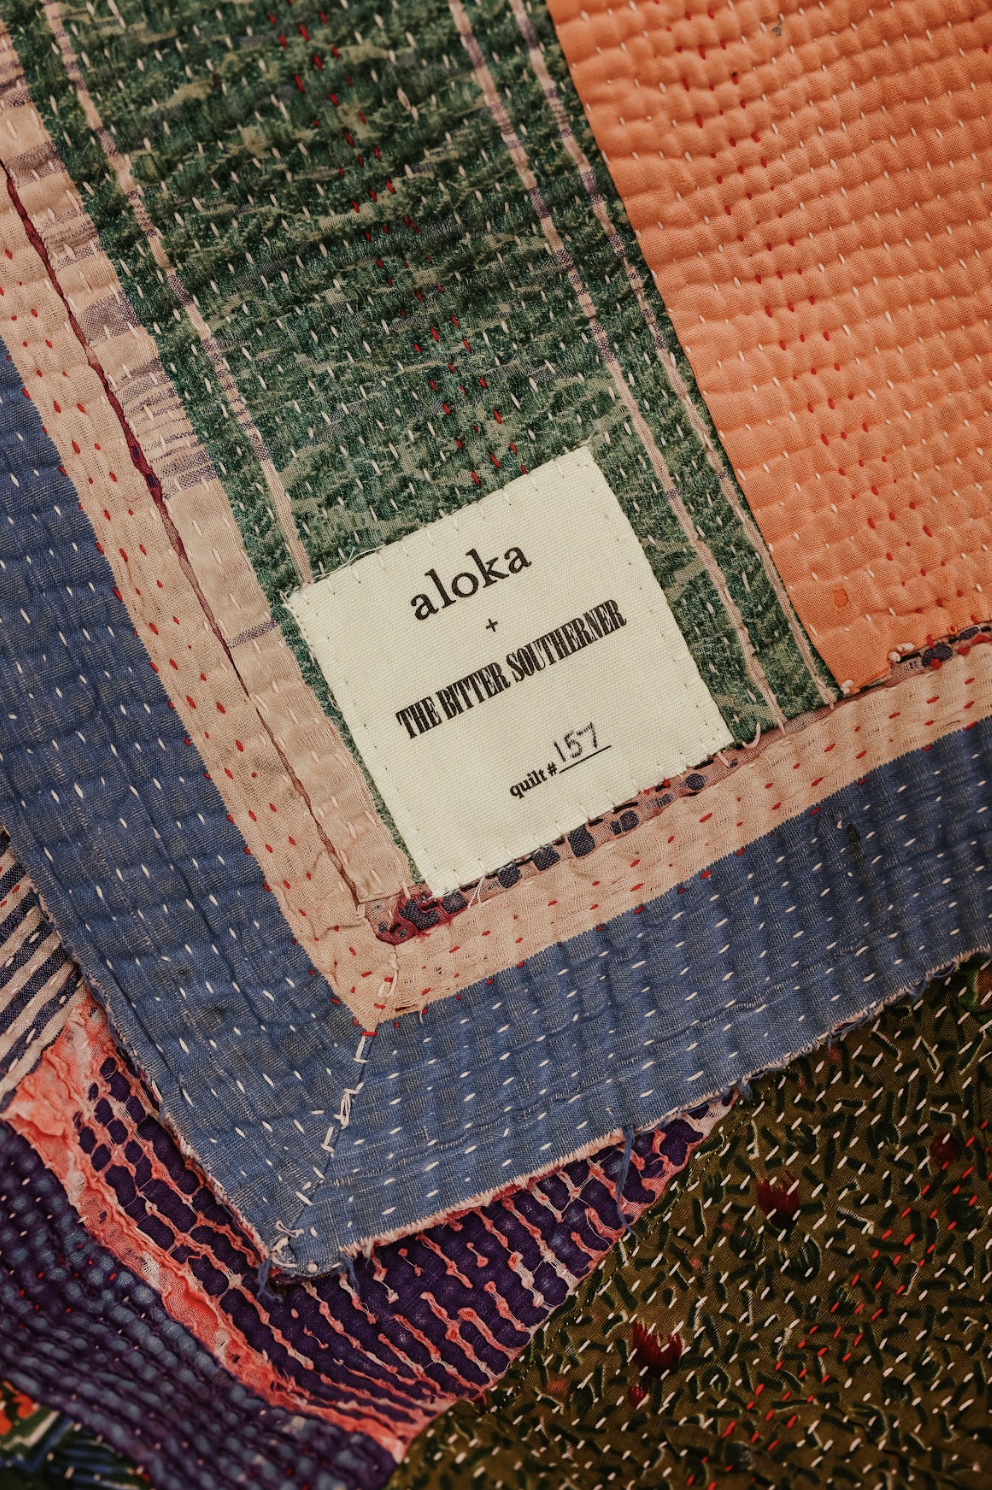 aloka
+
THE BITTER SOUTHERNER
quilt # 157